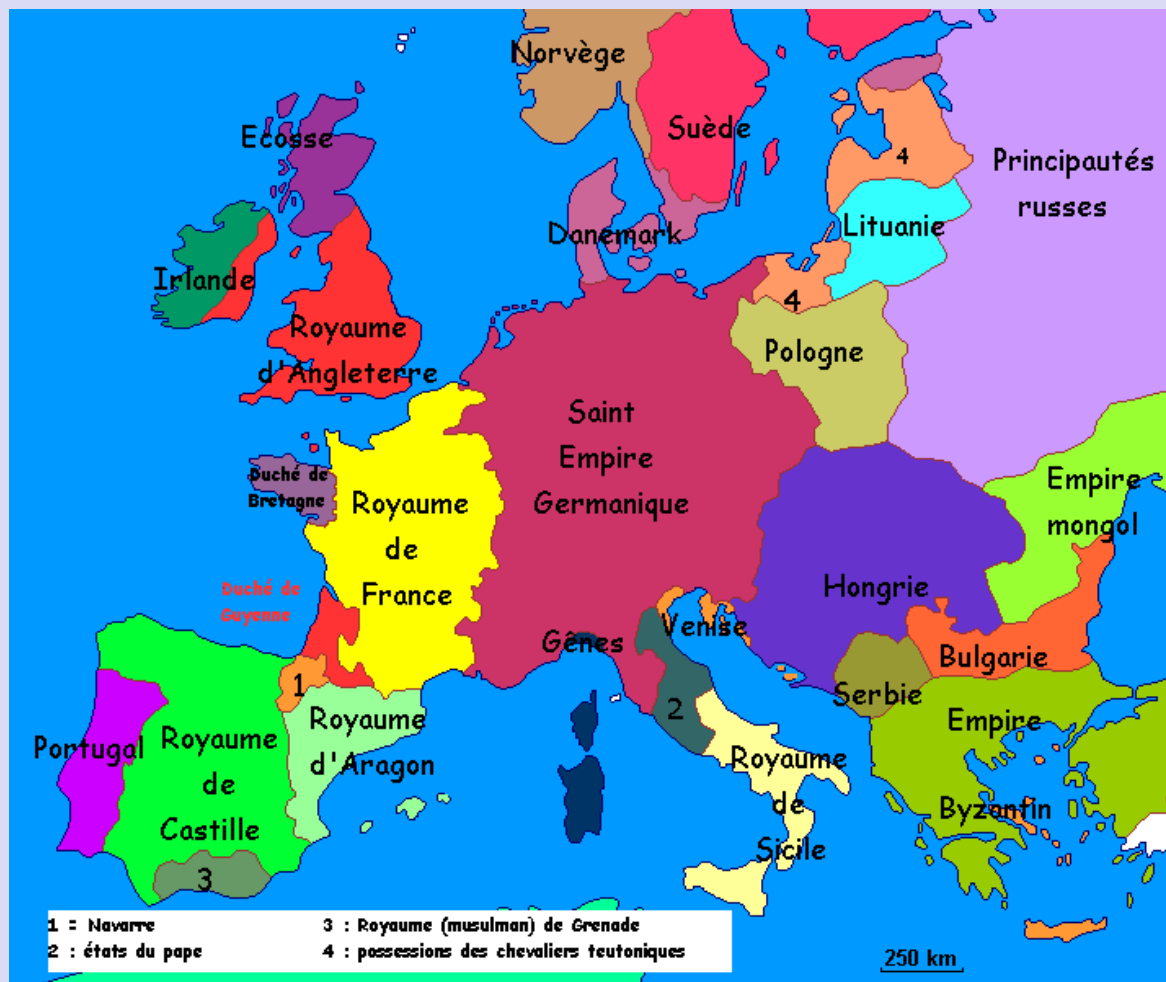 Norvège
Suède
Ecosse
4
Principautés
russes
Danemark
Lituanie
Irlande
4
Royaume
d'Angleterre
Pologne
Saint
Empire
Germanique
Duché de
Bretagne
Royaume
de
France
Empire
mongol
Duché de
Guyenne
Hongrie
Gênes
Venise
Bulgarie
1
Serbie
2
Royaume
d'Aragon
Empire
Byzantin
Portugal
Royaume
de
Castille
Royaume
de
Sicile
3
1 = Navarre
2 : états du pape
3 : Royaume (musulman) de Grenade
4 : possessions des chevaliers teutoniques
250 km